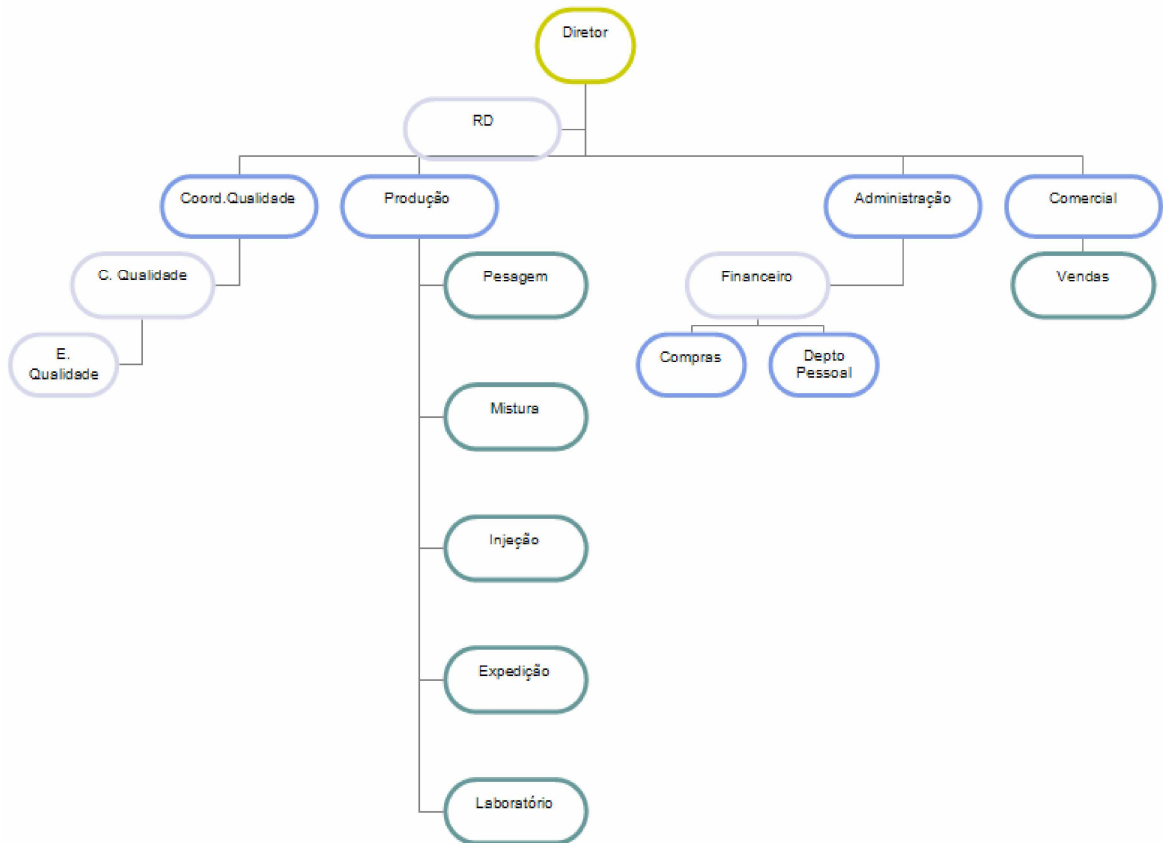 Diretor
RD
Coord.Qualidade
Produção
Administração
Comercial
C. Qualidade
Pesagem
Financeiro
Vendas
E.
Qualidade
Compras
Depto
Pessoal
Mistura
Injeção
Expedição
Laboratório